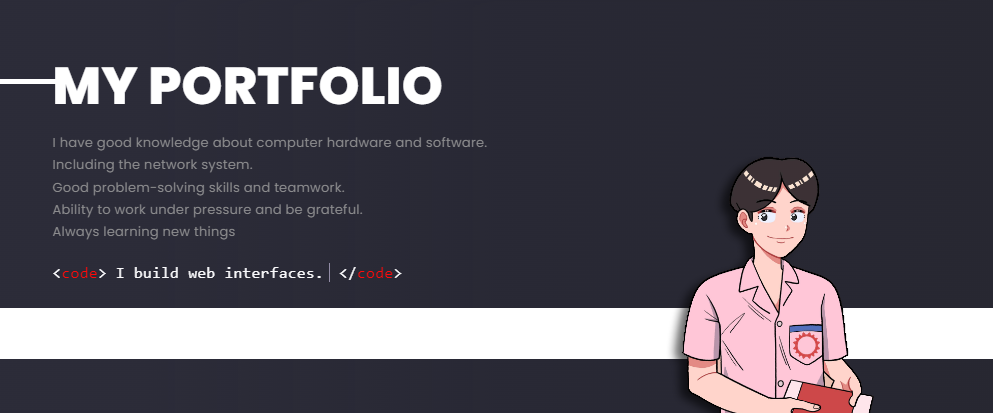 MY PORTFOLIO
I have good knowledge about computer hardware and software.
Including the network system.
Good problem-solving skills and teamwork.
Ability to work under pressure and be grateful.
Always learning new things
<code> I build web interfaces. | </code>